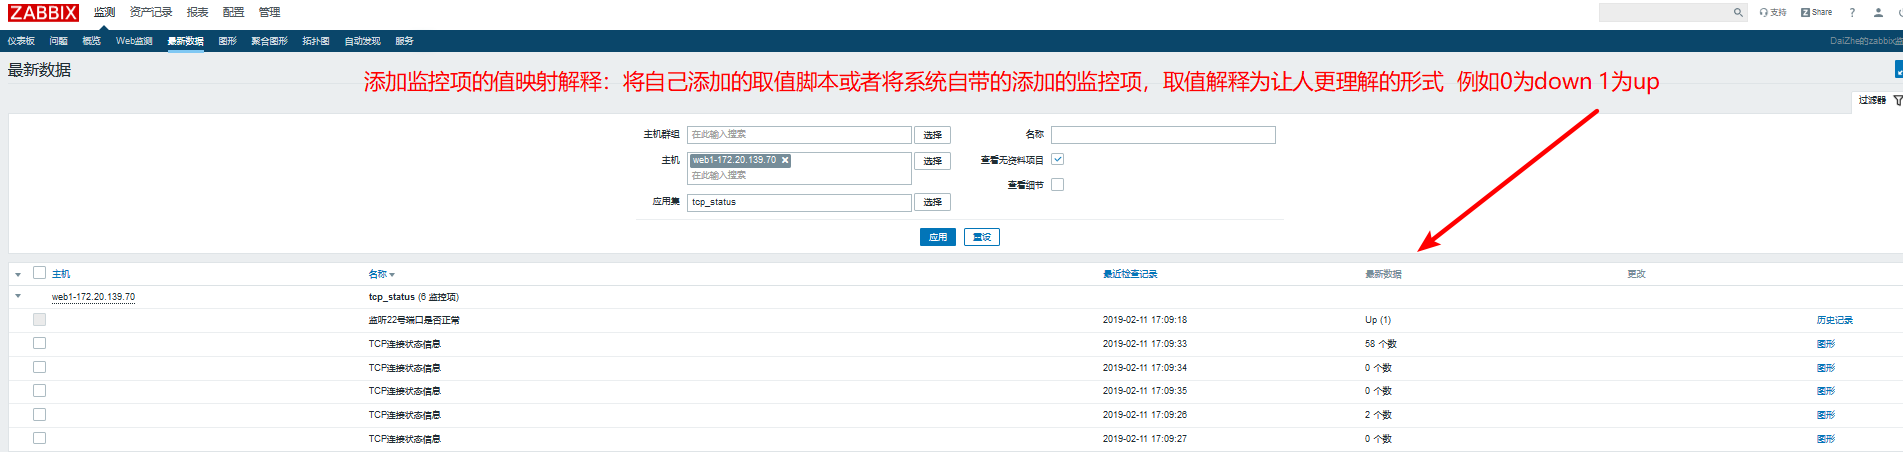 ZABBIX 监测 资产记录 报表 配置 管理 支持 Share ?
仪表板 问题 概览 Web监测 最新数据 图形 聚合图形 拓扑图 自动发现 服务 DaiZhe的zabbix监
最新数据
添加监控项的值映射解释：将自己添加的取值脚本或者将系统自带的添加的监控项，取值解释为让人更理解的形式 例如0为down 1为up
过滤器
主机群组 在此输入搜索 选择 名称
主机 web1-172.20.139.70 选择 查看无资料项目
在此输入搜索
查看细节
应用集 tcp_status 选择
应用 重设
主机 名称 最近检查记录 最新数据 更改
web1-172.20.139.70 tcp_status (6 监控项)
监听22号端口是否正常 2019-02-11 17:09:18 Up (1) 历史记录
TCP连接状态信息 2019-02-11 17:09:33 58 个数 图形
TCP连接状态信息 2019-02-11 17:09:34 0 个数 图形
TCP连接状态信息 2019-02-11 17:09:35 0 个数 图形
TCP连接状态信息 2019-02-11 17:09:26 2 个数 图形
TCP连接状态信息 2019-02-11 17:09:27 0 个数 图形